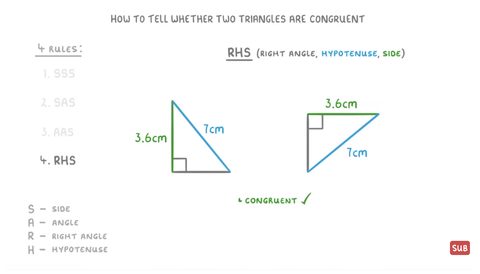 HOW TO TELL WHETHER TWO TRIANGLES ARE CONGRUENT
4 RULES:
1. SSS
2. SAS
3. AAS
4. RHS
S – SIDE
A – ANGLE
R – RIGHT ANGLE
H – HYPOTENUSE
RHS (RIGHT ANGLE, HYPOTENUSE, SIDE)
3.6cm
7cm
3.6cm
7cm
↳ CONGRUENT ✓
SUB